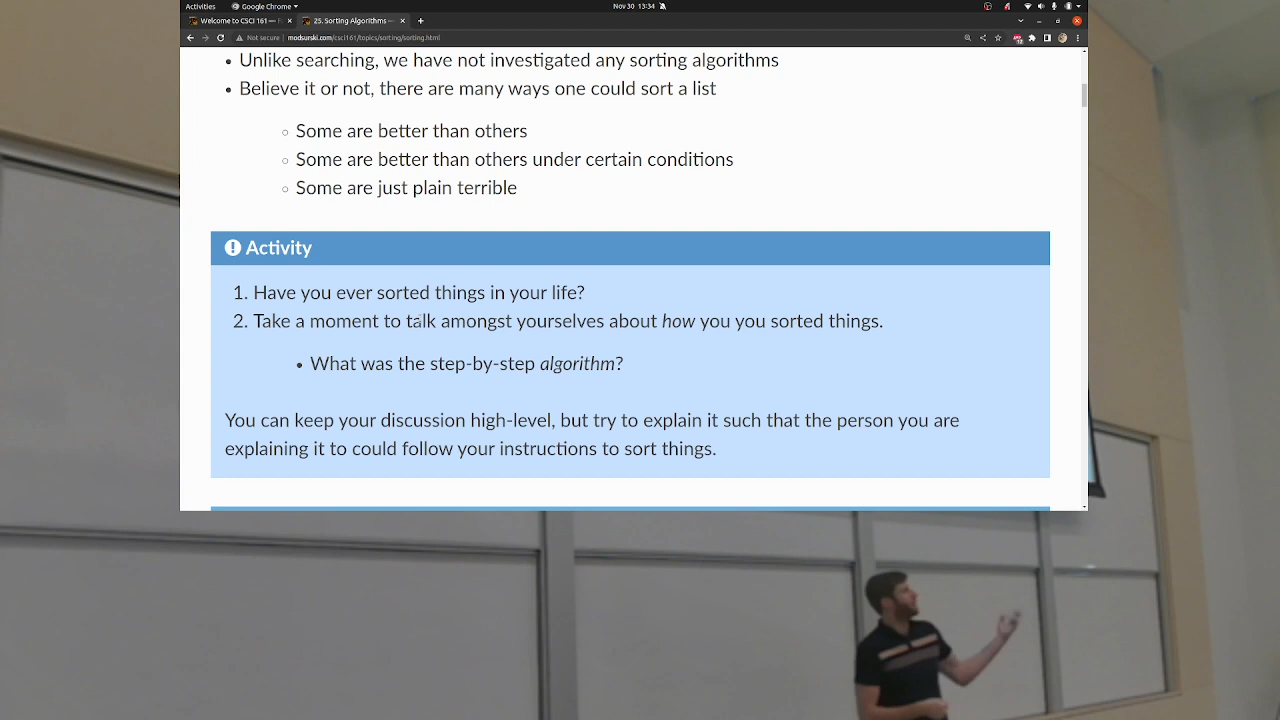 Activities Google Chrome Nov 30 13:34
Welcome to CSCI 161 — 25. Sorting Algorithms —
Not secure modsurski.com/csci161/topics/sorting/sorting.html
Unlike searching, we have not investigated any sorting algorithms
Believe it or not, there are many ways one could sort a list
Some are better than others
Some are better than others under certain conditions
Some are just plain terrible
Activity
1. Have you ever sorted things in your life?
2. Take a moment to talk amongst yourselves about how you you sorted things.
What was the step-by-step algorithm?
You can keep your discussion high-level, but try to explain it such that the person you are
explaining it to could follow your instructions to sort things.